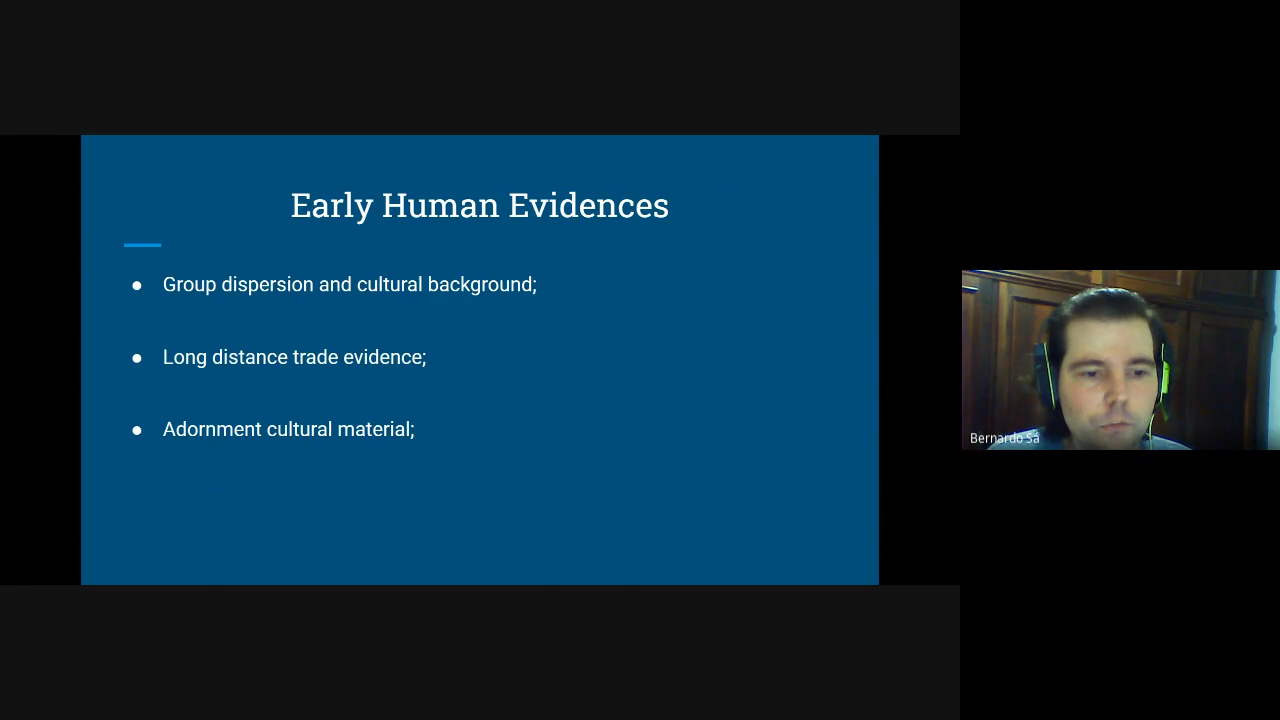 Early Human Evidences
● Group dispersion and cultural background;
● Long distance trade evidence;
● Adornment cultural material;
Bernardo Sá